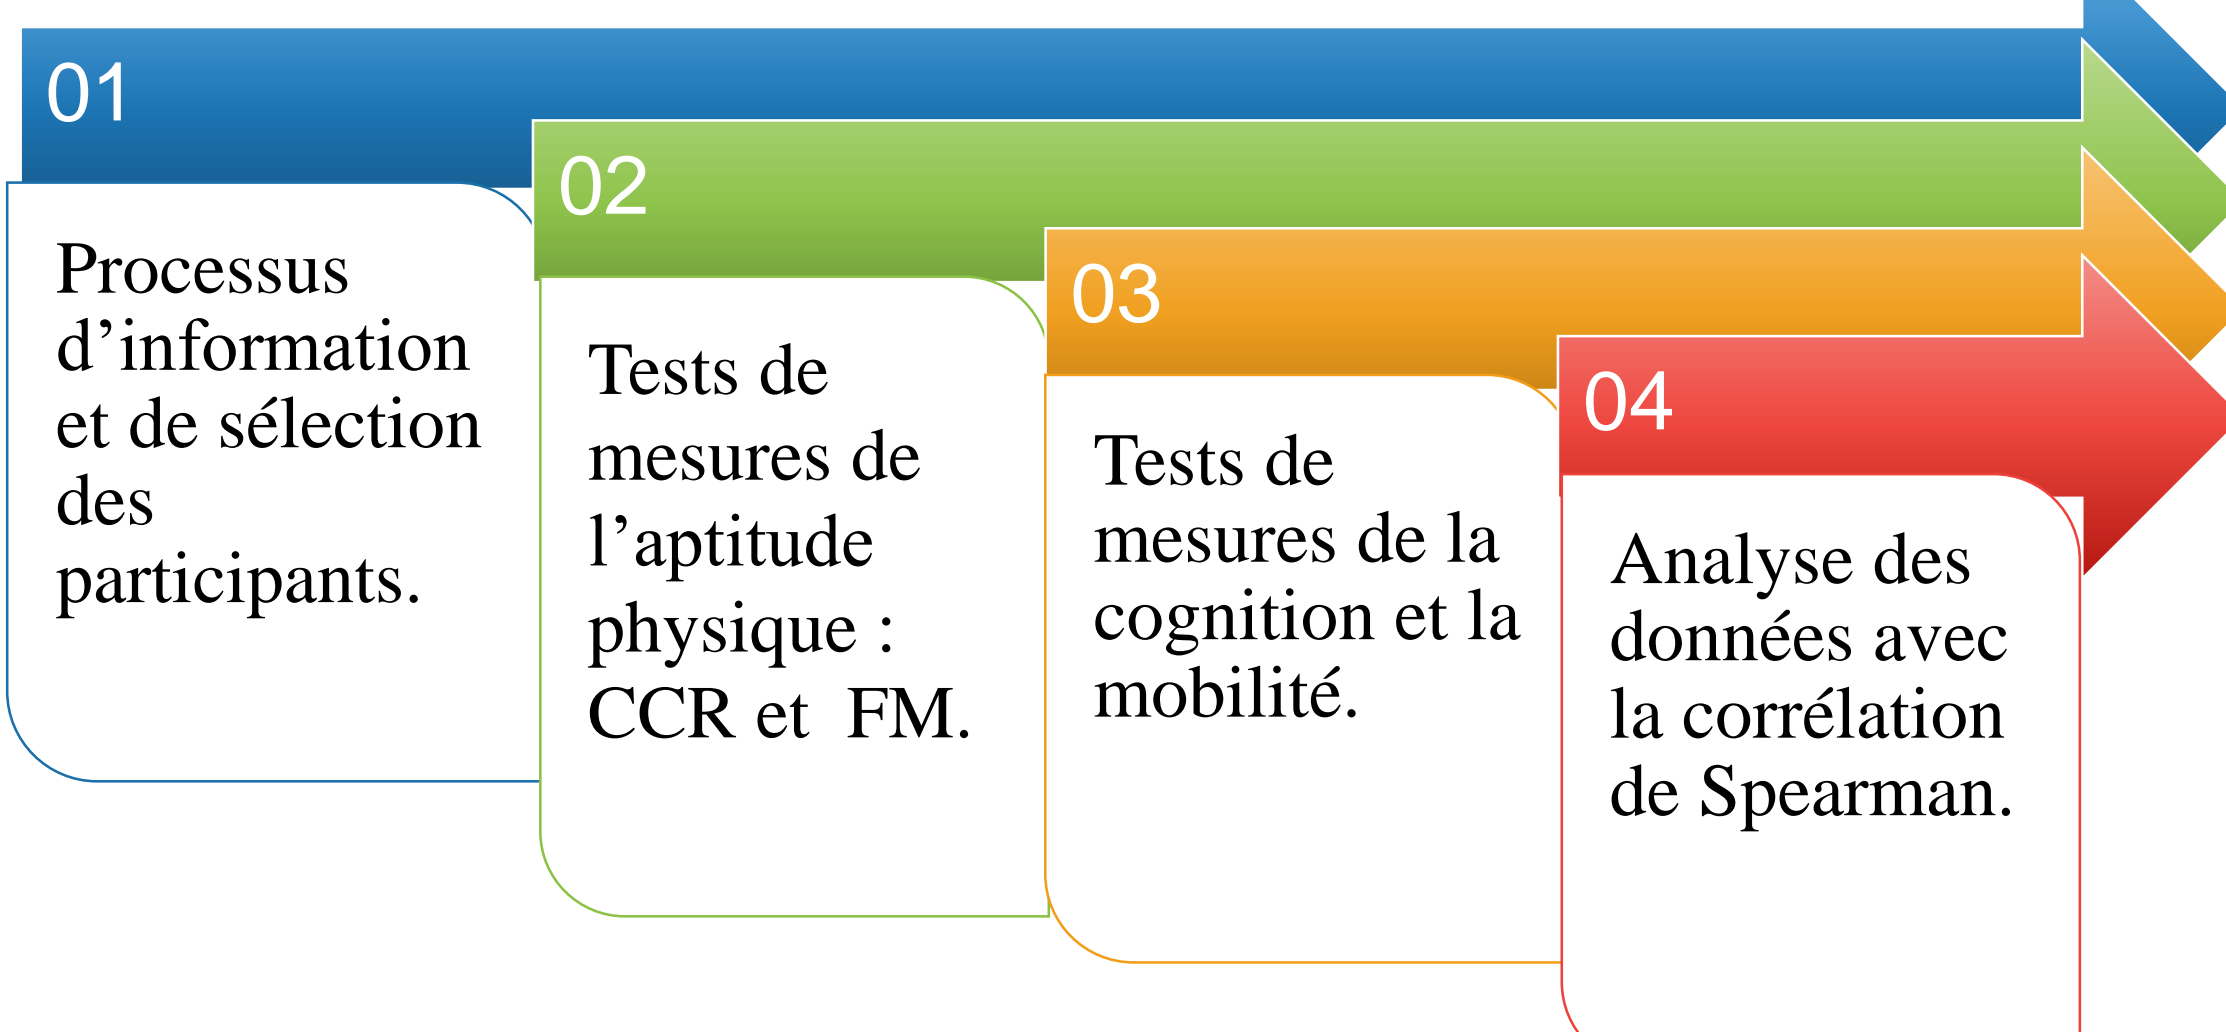 01
Processus
d’information
et de sélection
des
participants.
02
Tests de
mesures de
l’aptitude
physique :
CCR et  FM.
03
Tests de
mesures de la
cognition et la
mobilité.
04
Analyse des
données avec
la corrélation
de Spearman.